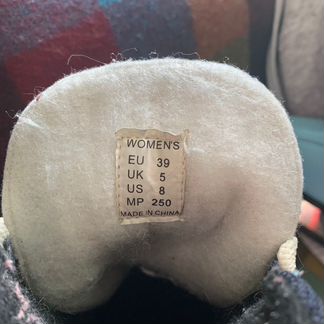 WOMEN'S
EU 39
UK 5
US 8
MP 250
MADE IN CHINA